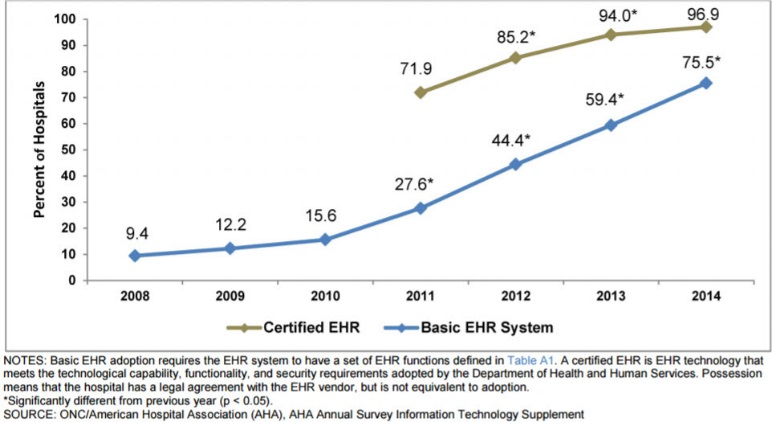 Percent of Hospitals
100
90
80
70
60
50
40
30
20
10
0
71.9
85.2*
94.0*
96.9
9.4
12.2
15.6
27.6*
44.4*
59.4*
75.5*
2008 2009 2010 2011 2012 2013 2014
Certified EHR Basic EHR System
NOTES: Basic EHR adoption requires the EHR system to have a set of EHR functions defined in Table A1. A certified EHR is EHR technology that
meets the technological capability, functionality, and security requirements adopted by the Department of Health and Human Services. Possession
means that the hospital has a legal agreement with the EHR vendor, but is not equivalent to adoption.
*Significantly different from previous year (p < 0.05).
SOURCE: ONC/American Hospital Association (AHA), AHA Annual Survey Information Technology Supplement